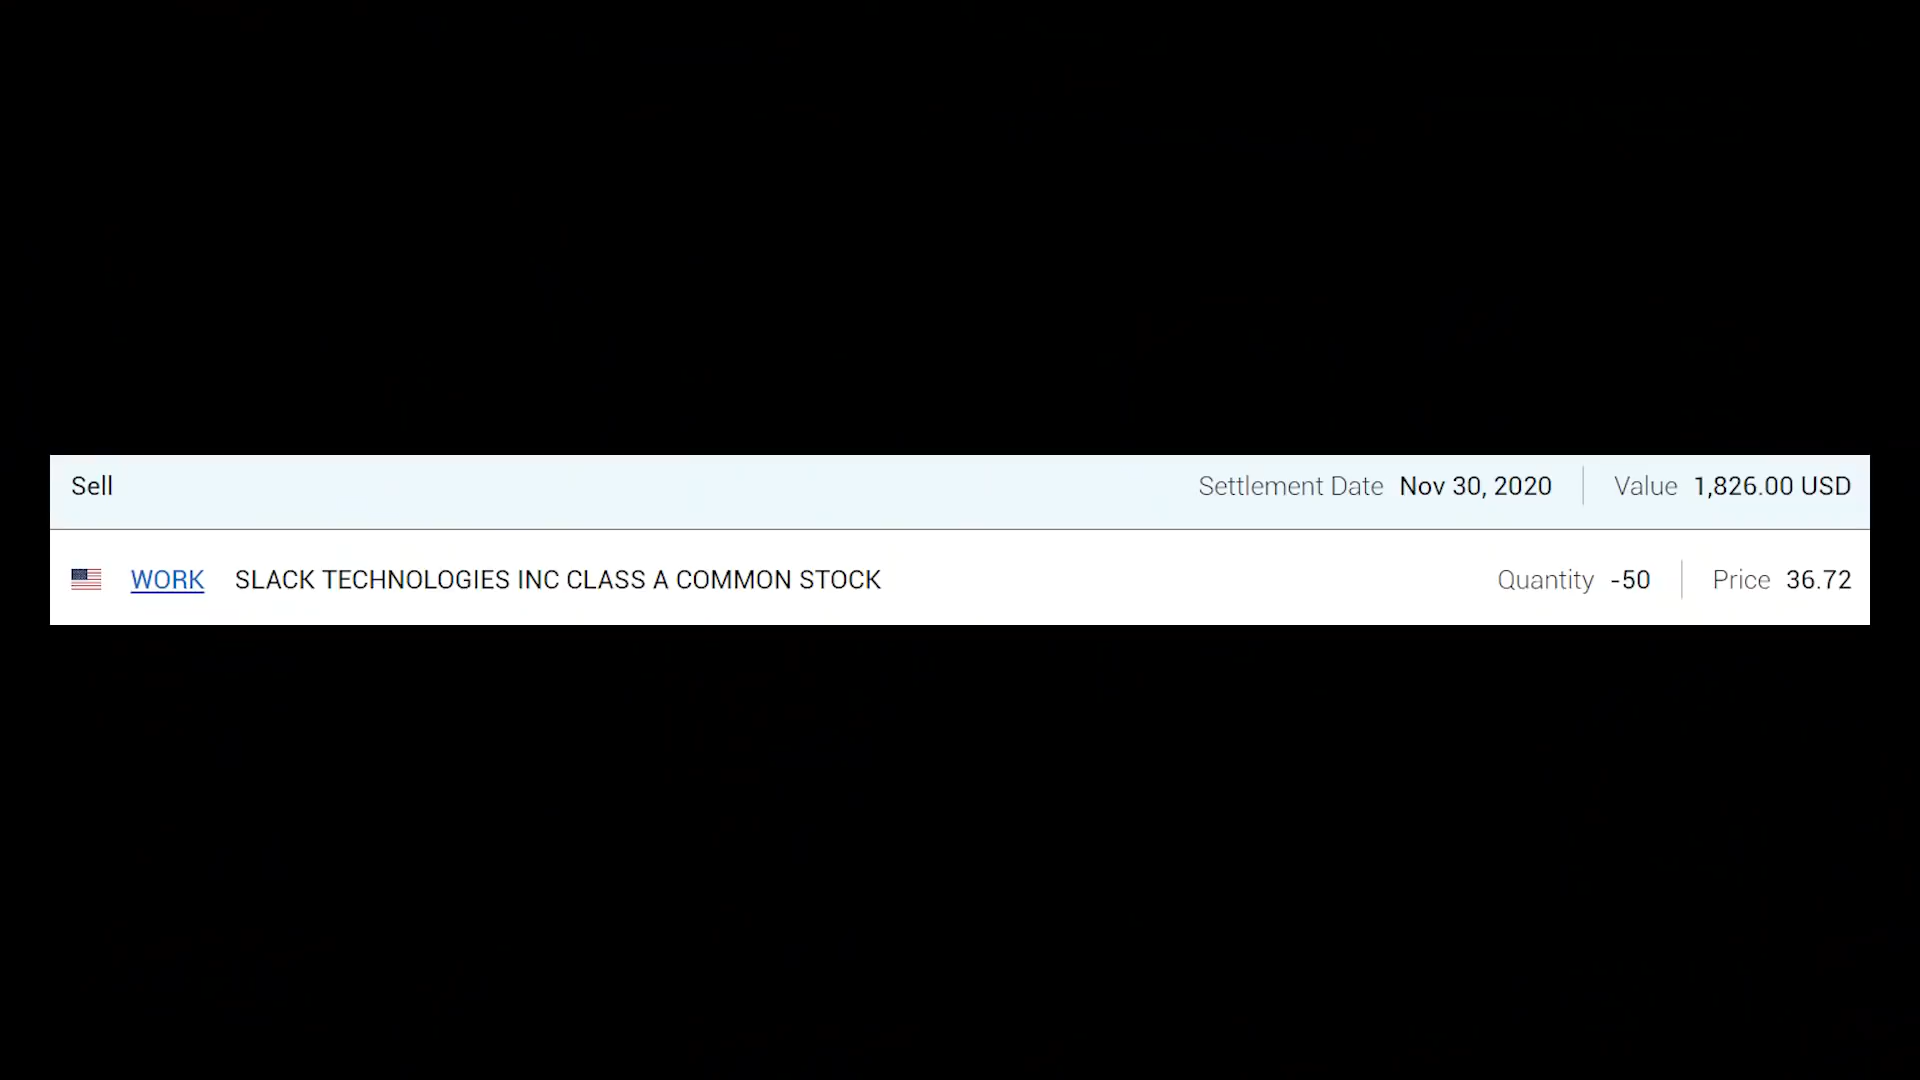 Sell Settlement Date Nov 30, 2020 Value 1,826.00 USD
WORK SLACK TECHNOLOGIES INC CLASS A COMMON STOCK Quantity -50 Price 36.72